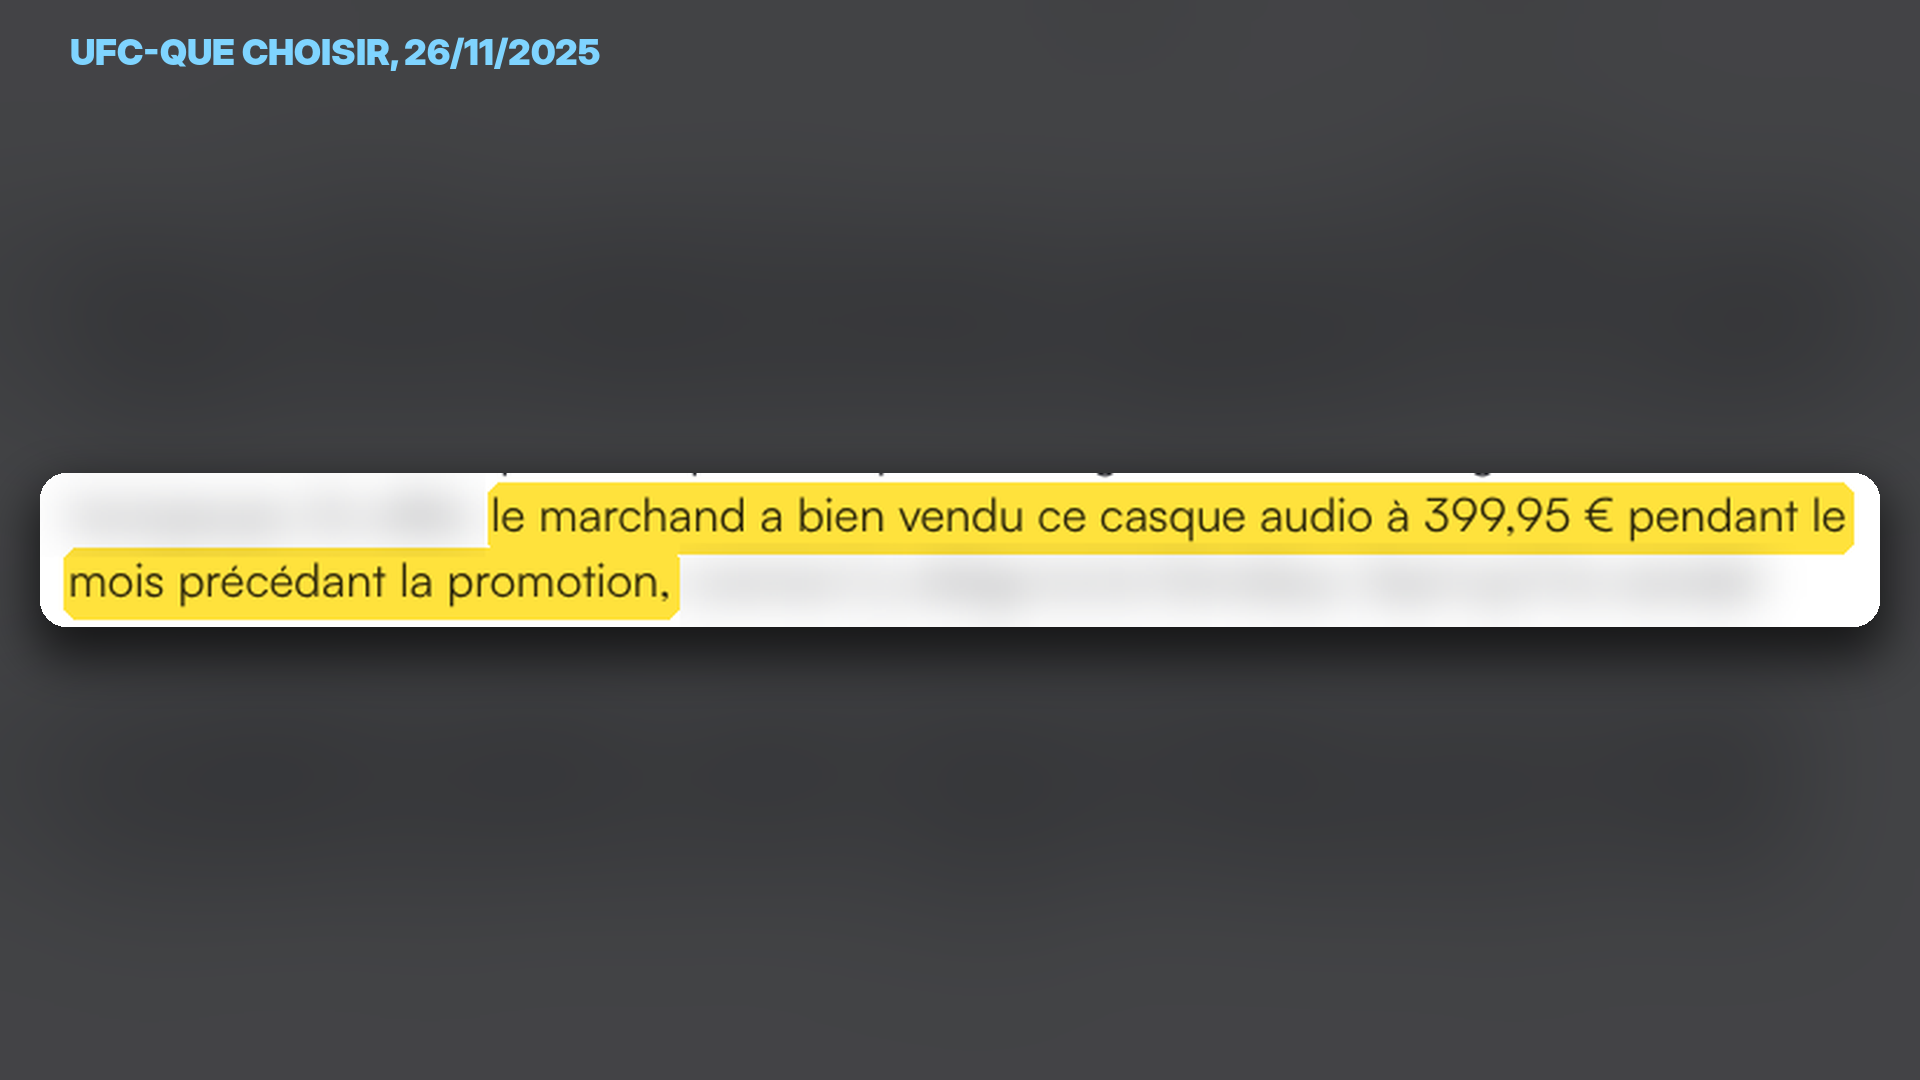 UFC-QUE CHOISIR, 26/11/2025
le marchand a bien vendu ce casque audio à 399,95 € pendant le
mois précédant la promotion,